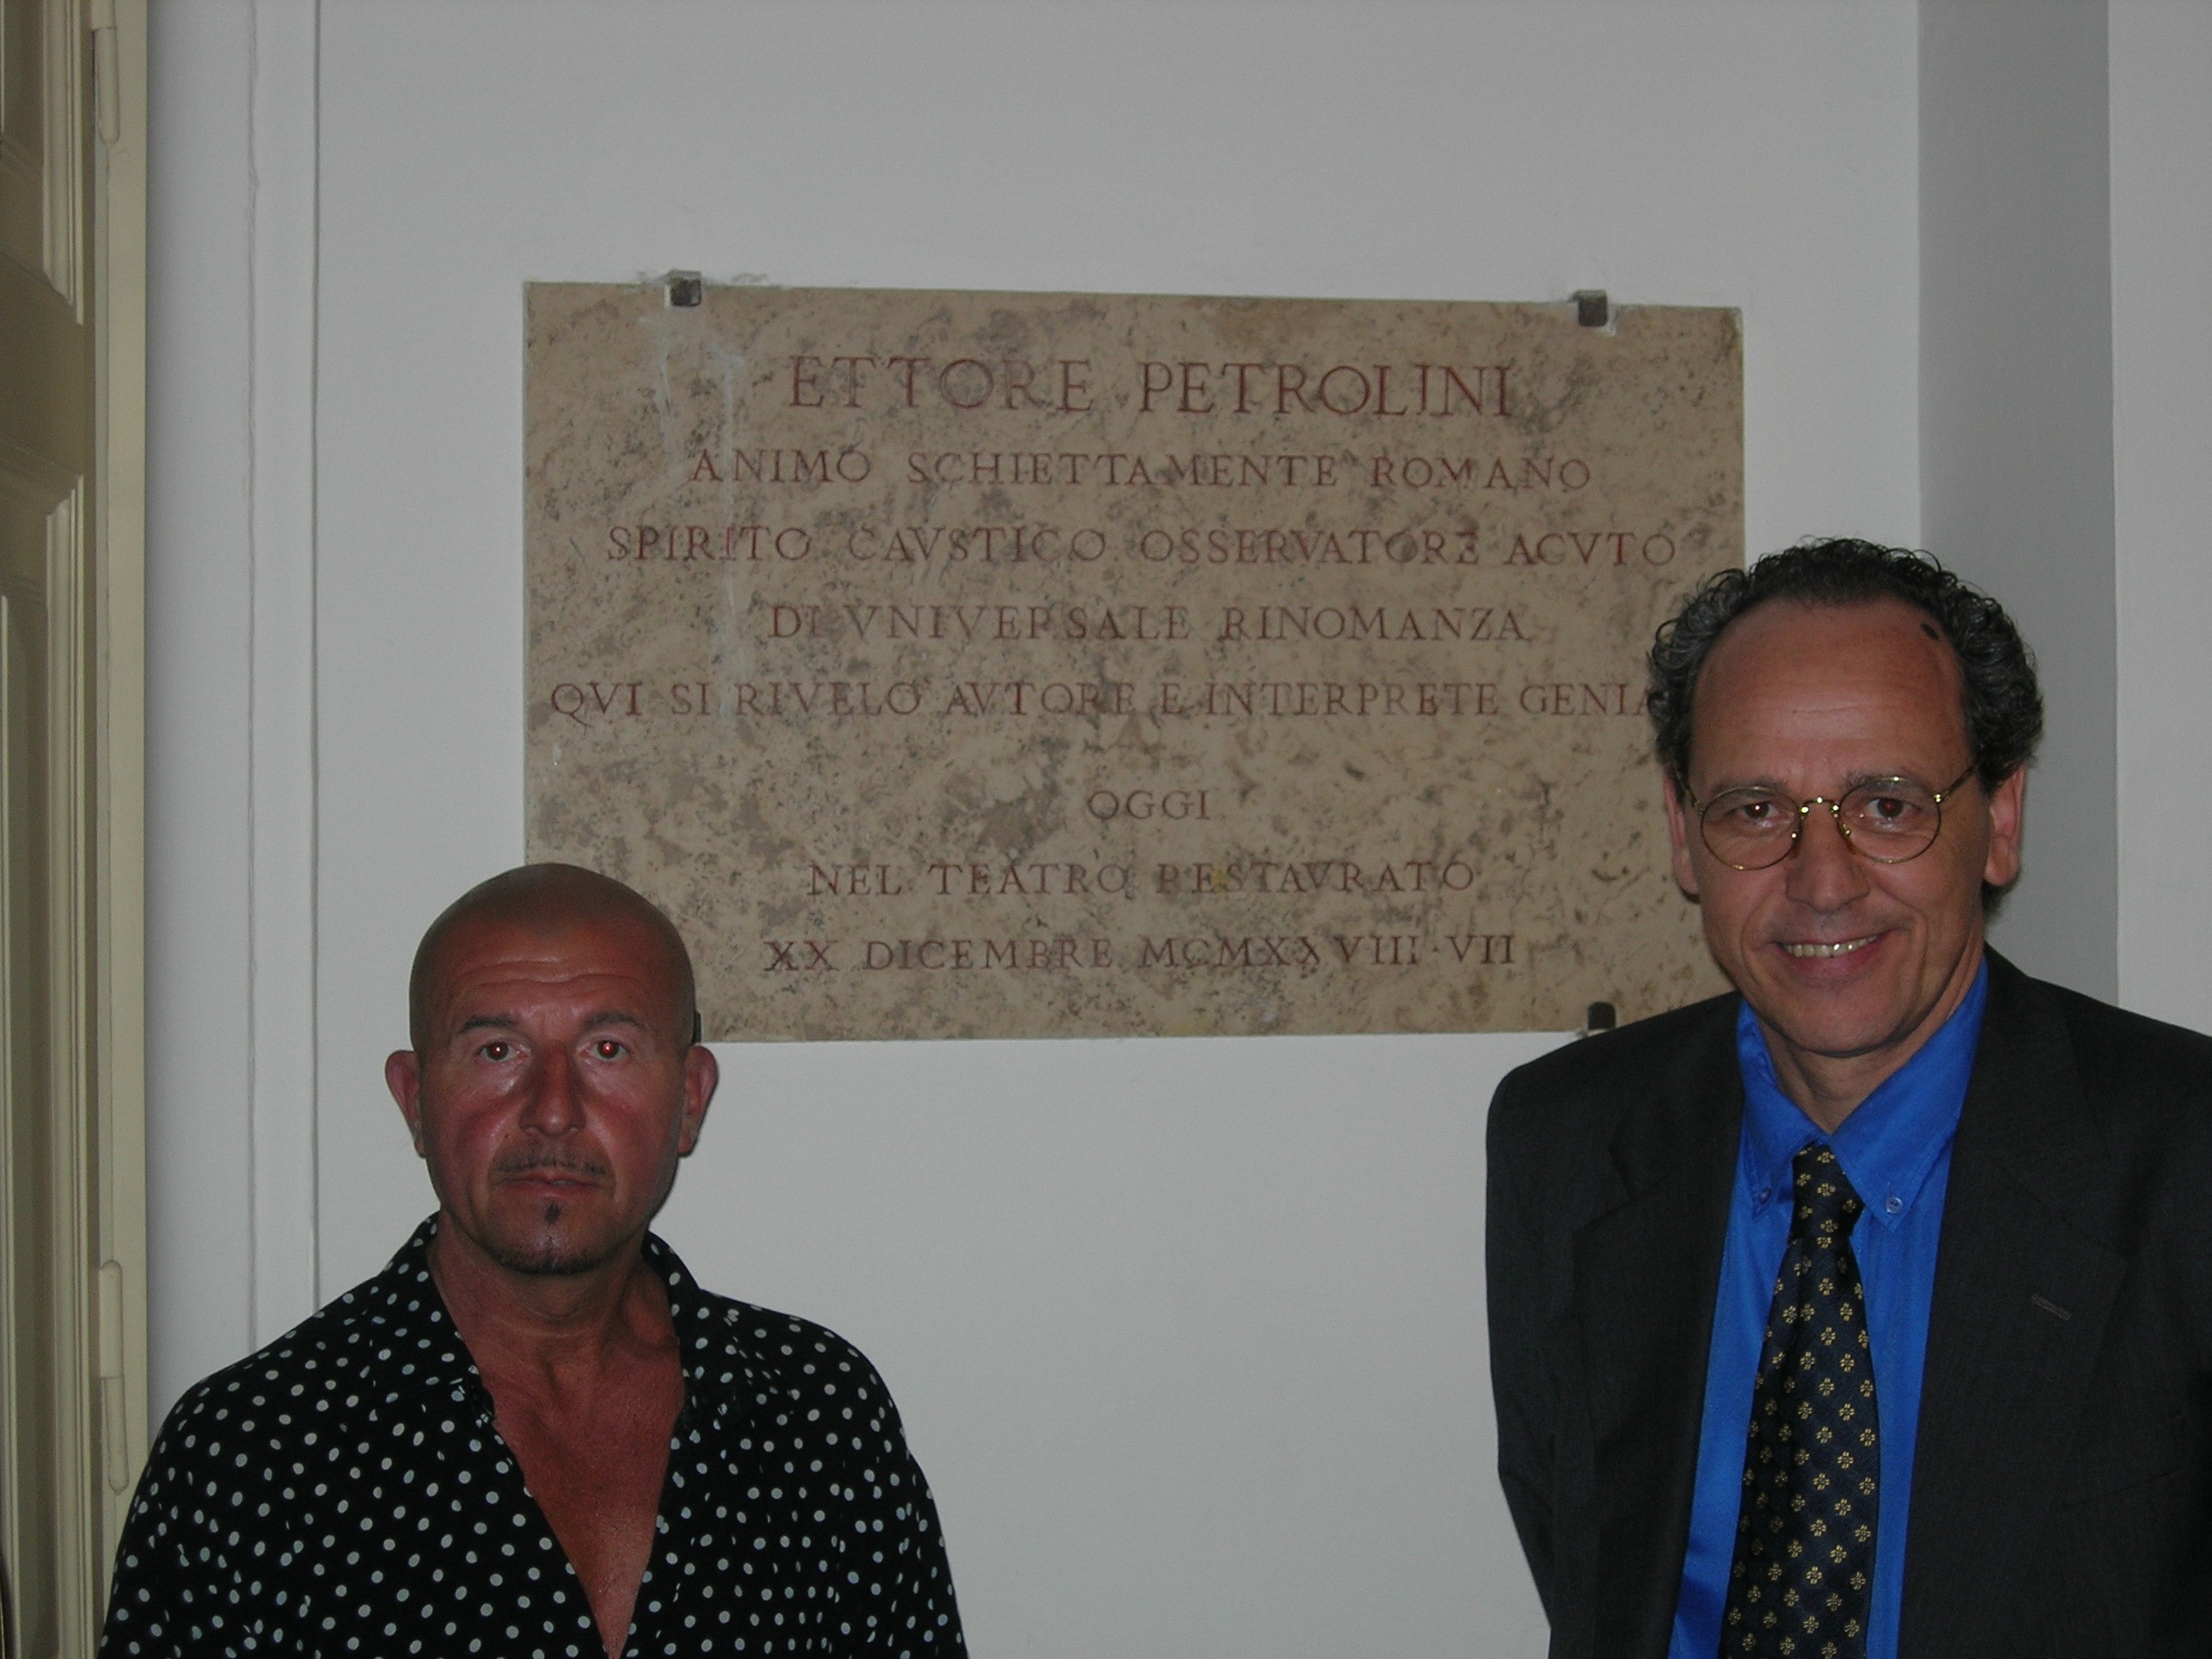 ETTORE PETROLINI
ANIMO SCHIETTAMENTE ROMANO
SPIRITO CAVSTICO OSSERVATORE ACVTO
DI VNIVERSALE RINOMANZA
QVI SI RIVELO AVTORE E INTERPRETE
OGGI
NEL TEATRO RESTAVRATO
XX DICEMBRE MCMXXVIII·VII